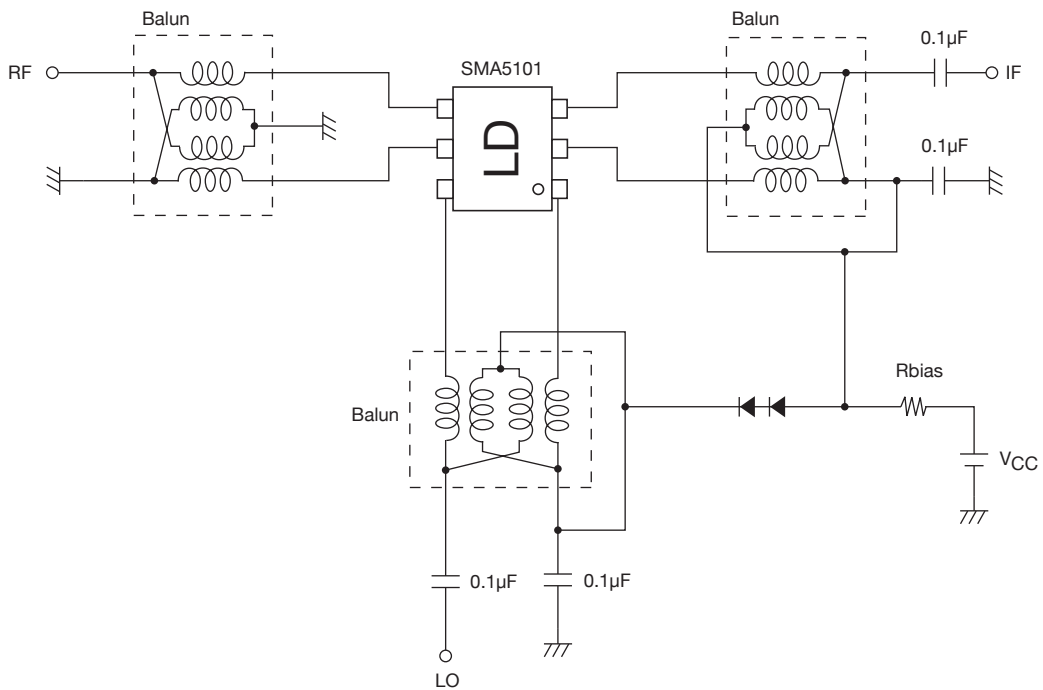 Balun
Balun
0.1µF
RF
SMA5101
IF
LD
0.1µF
Rbias
Balun
VCC
0.1µF
0.1µF
LO